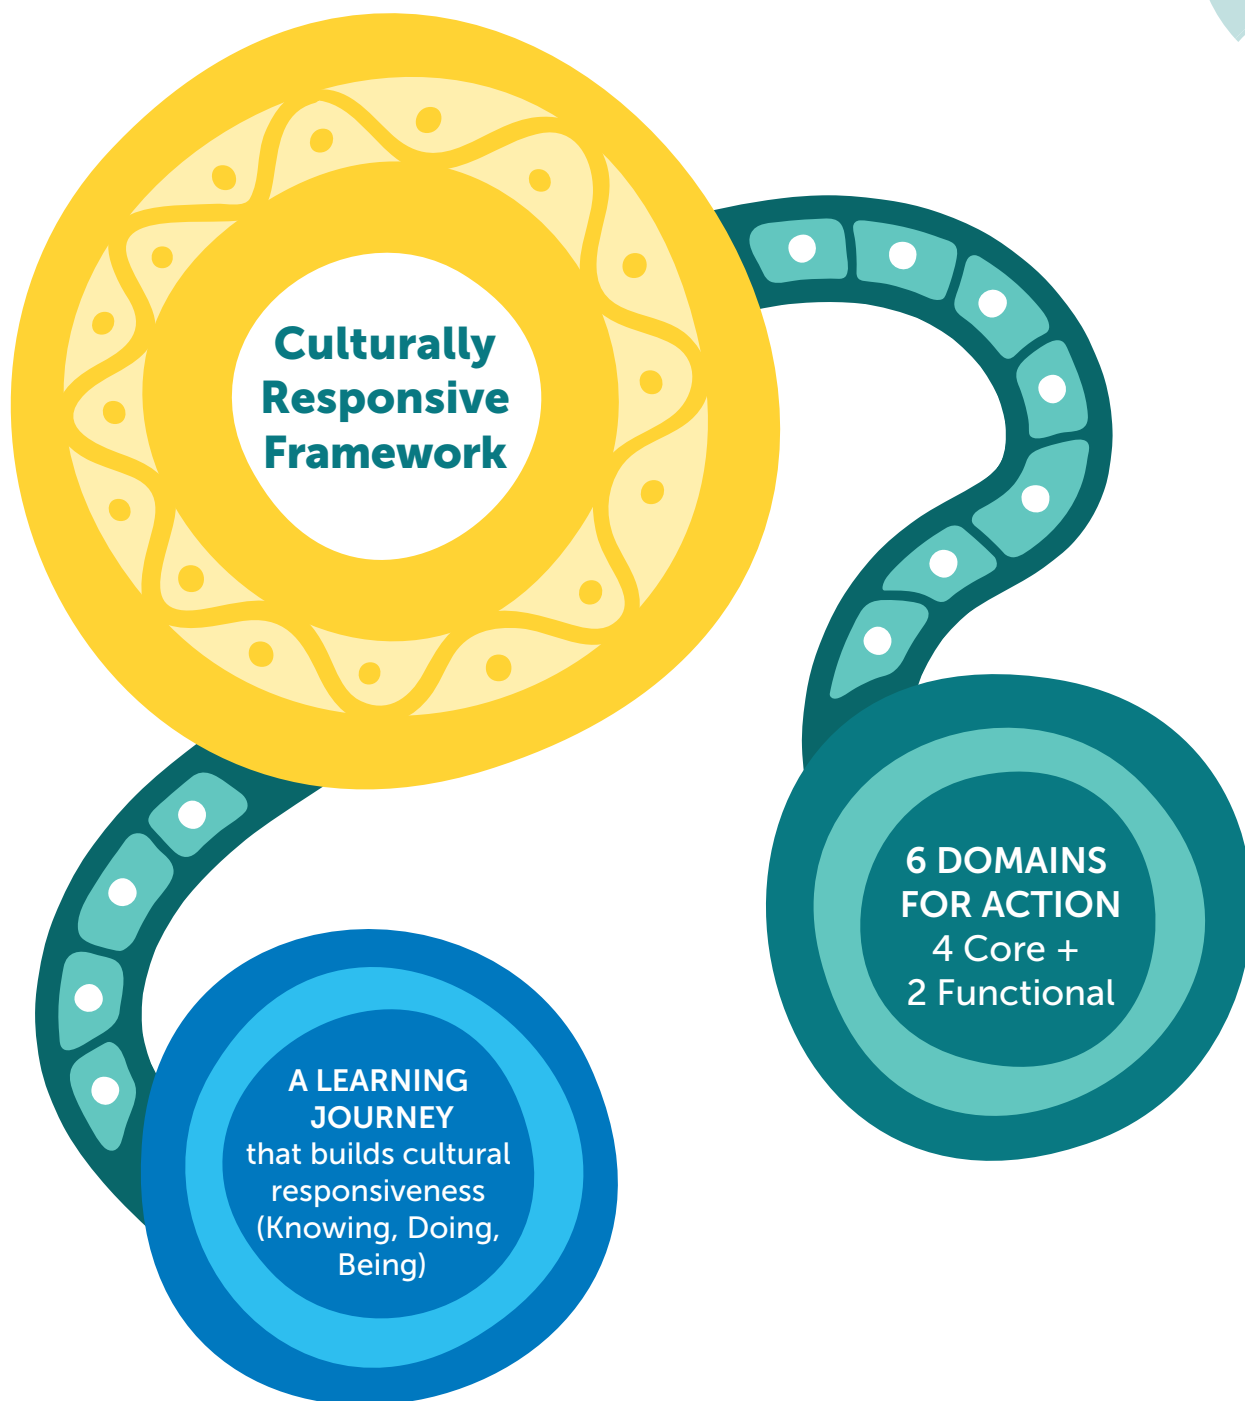 Culturally
Responsive
Framework
6 DOMAINS
FOR ACTION
4 Core +
2 Functional
A LEARNING
JOURNEY
that builds cultural
responsiveness
(Knowing, Doing,
Being)